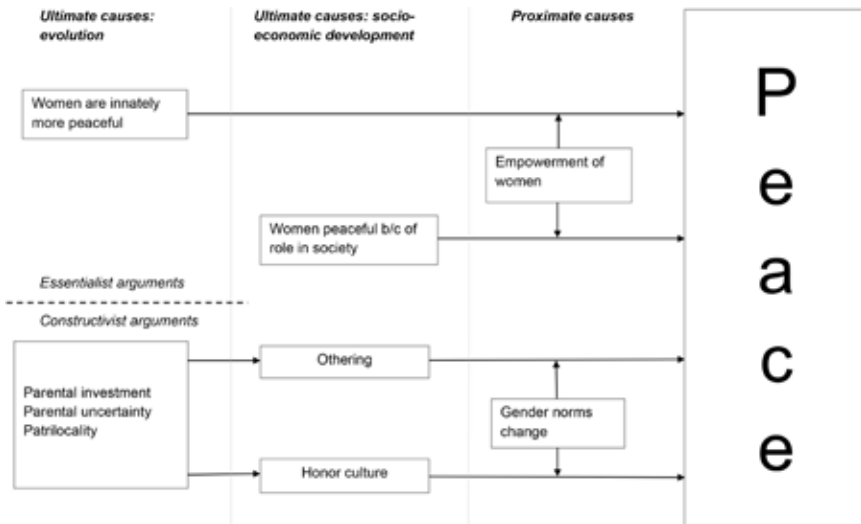 Ultimate causes:
evolution
Ultimate causes: socio-
economic development
Proximate causes
Women are innately
more peaceful
Empowerment of
women
Women peaceful b/c of
role in society
Essentialist arguments
Constructivist arguments
Parental investment
Parental uncertainty
Patrilocality
Othering
Honor culture
Gender norms
change
P
e
a
c
e